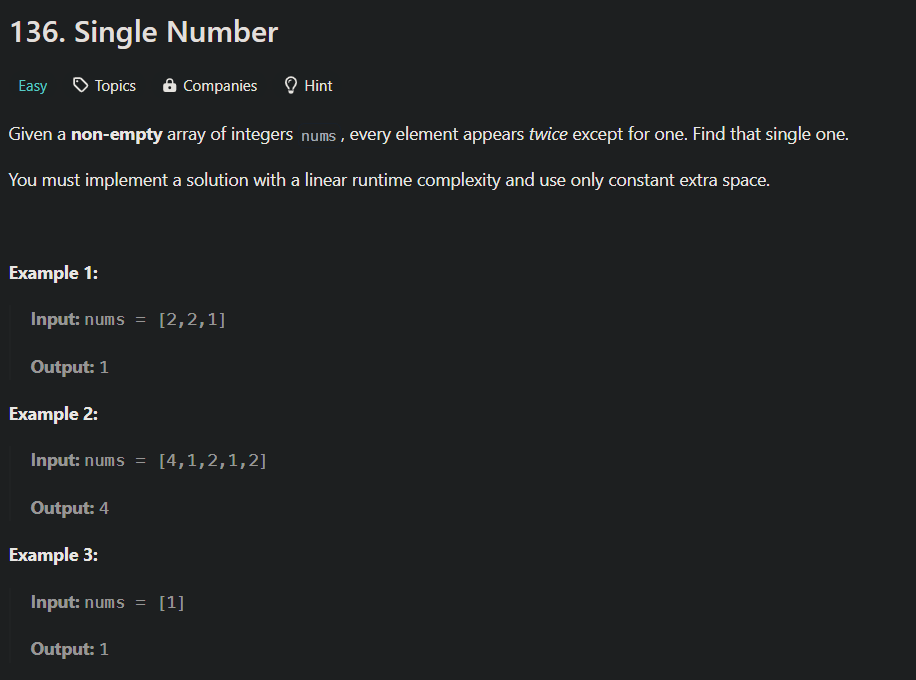 136. Single Number
Easy Topics Companies Hint
Given a non-empty array of integers nums, every element appears twice except for one. Find that single one.
You must implement a solution with a linear runtime complexity and use only constant extra space.
Example 1:
Input: nums = [2,2,1]
Output: 1
Example 2:
Input: nums = [4,1,2,1,2]
Output: 4
Example 3:
Input: nums = [1]
Output: 1